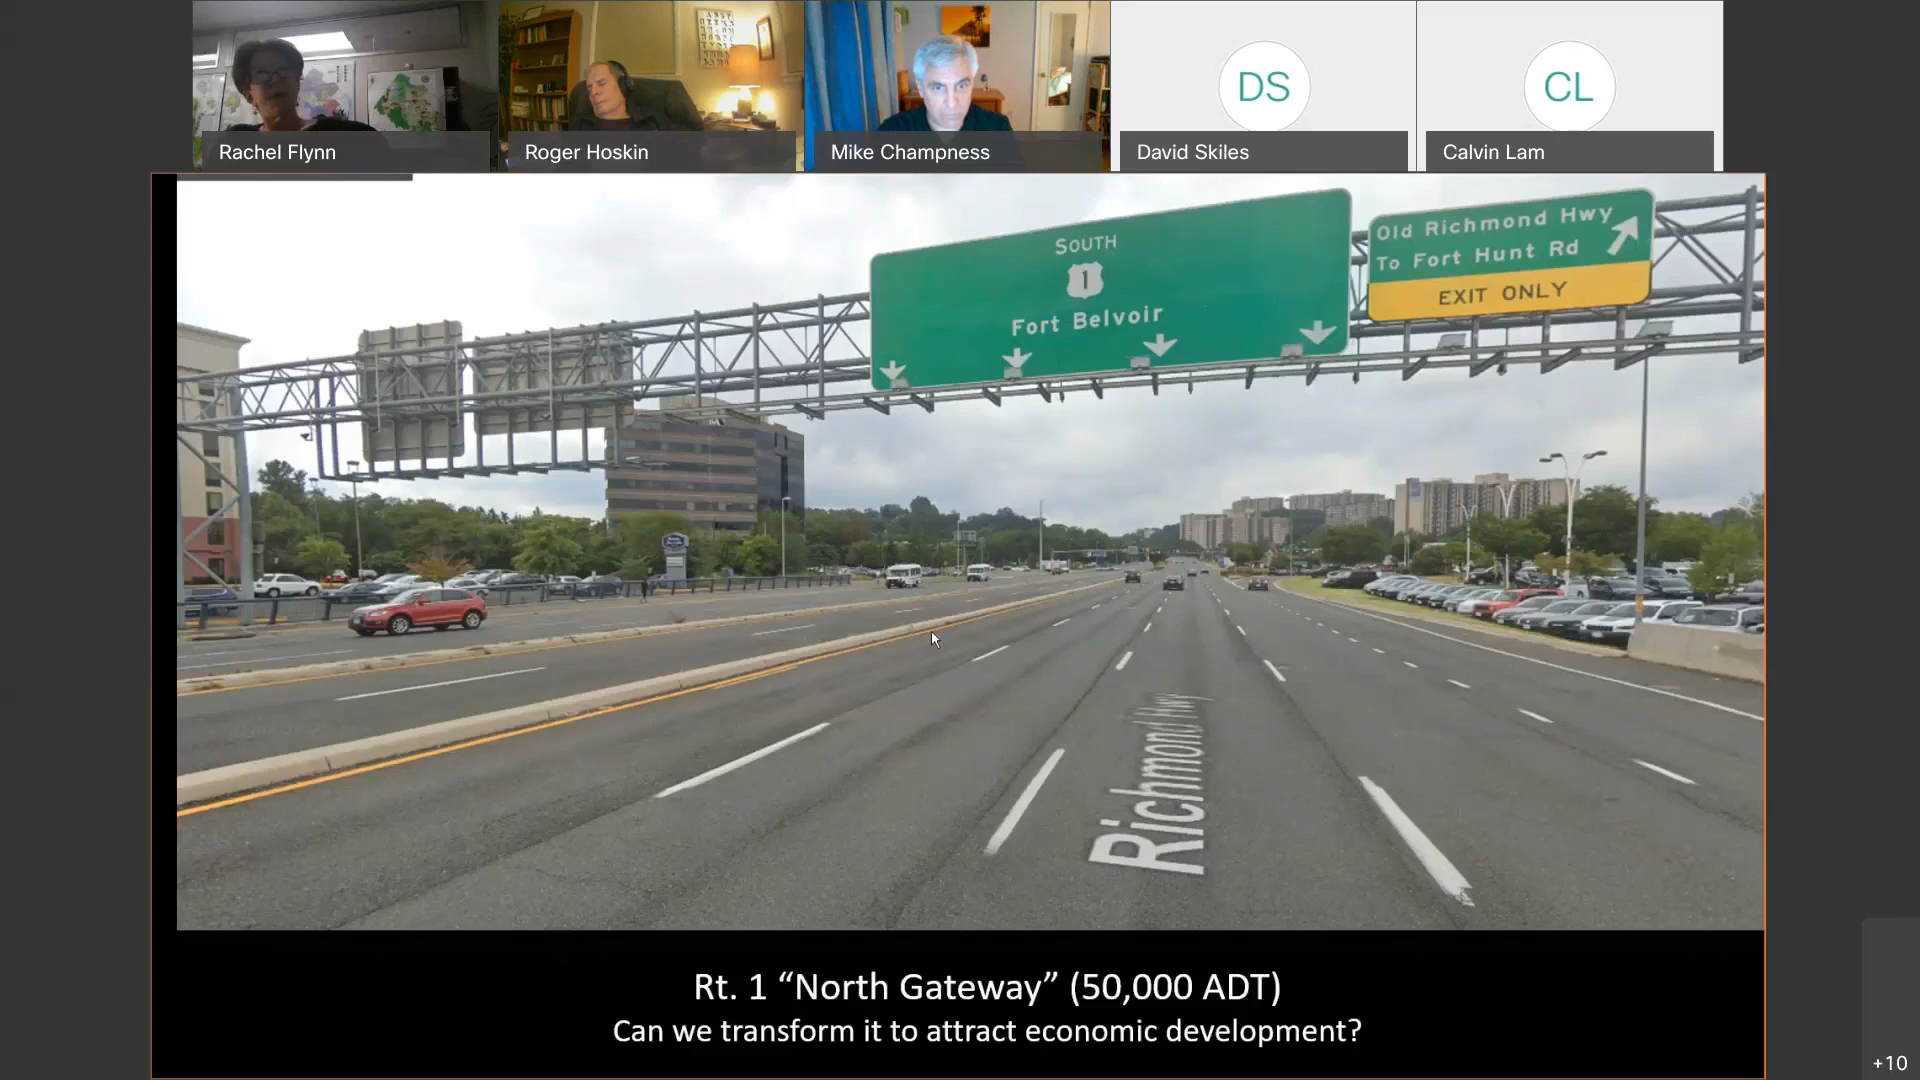 Rachel Flynn
Roger Hoskin
Mike Champness
DS
David Skiles
CL
Calvin Lam
SOUTH
1
Fort Belvoir
Old Richmond Hwy
To Fort Hunt Rd
EXIT ONLY
Richmond Hwy
Rt. 1 “North Gateway” (50,000 ADT)
Can we transform it to attract economic development?
+10